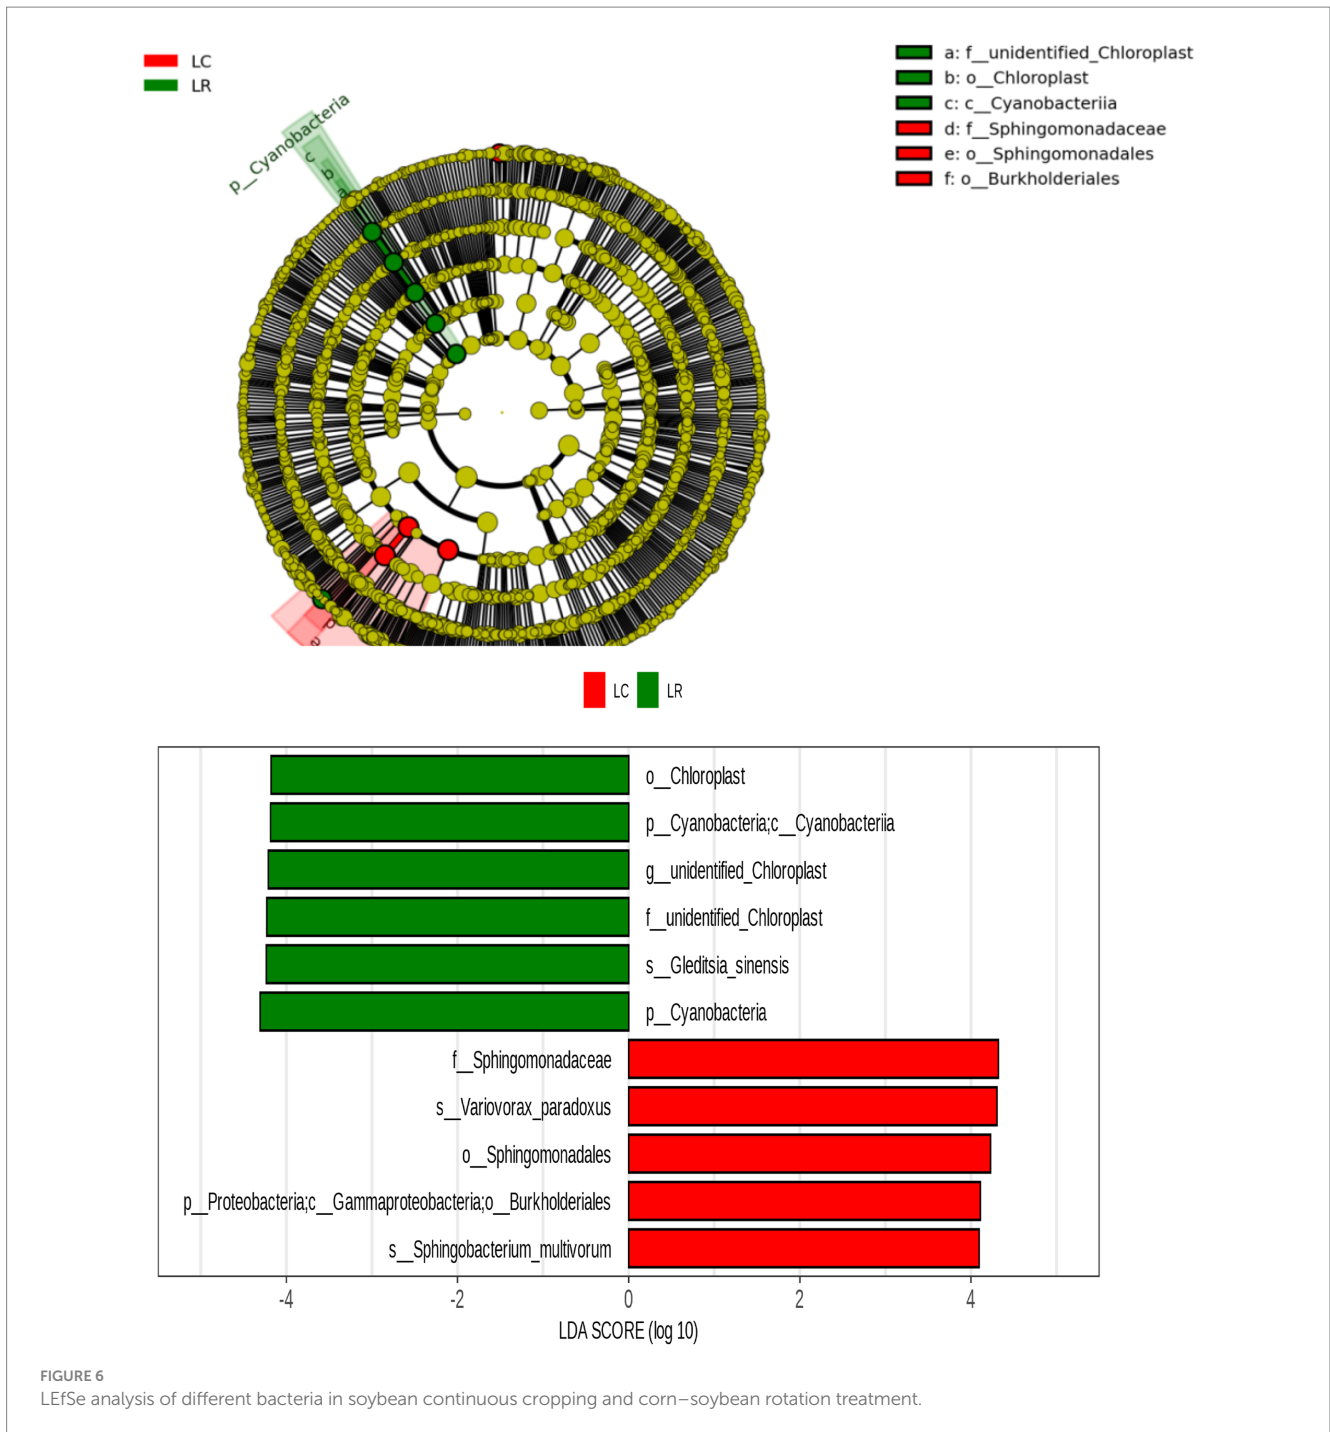 LC
LR
a: f__unidentified_Chloroplast
b: o__Chloroplast
c: c__Cyanobacteriia
d: f__Sphingomonadaceae
e: o__Sphingomonadales
f: o__Burkholderiales
p__Cyanobacteria
c
b
a
e
LC
LR
o__Chloroplast
p__Cyanobacteria;c__Cyanobacteriia
g__unidentified_Chloroplast
f__unidentified_Chloroplast
s__Gleditsia_sinensis
p__Cyanobacteria
f__Sphingomonadaceae
s__Variovorax_paradoxus
o__Sphingomonadales
p__Proteobacteria;c__Gammaproteobacteria;o__Burkholderiales
s__Sphingobacterium_multivorum
-4 -2 0 2 4
LDA SCORE (log 10)
FIGURE 6
LEfSe analysis of different bacteria in soybean continuous cropping and corn–soybean rotation treatment.